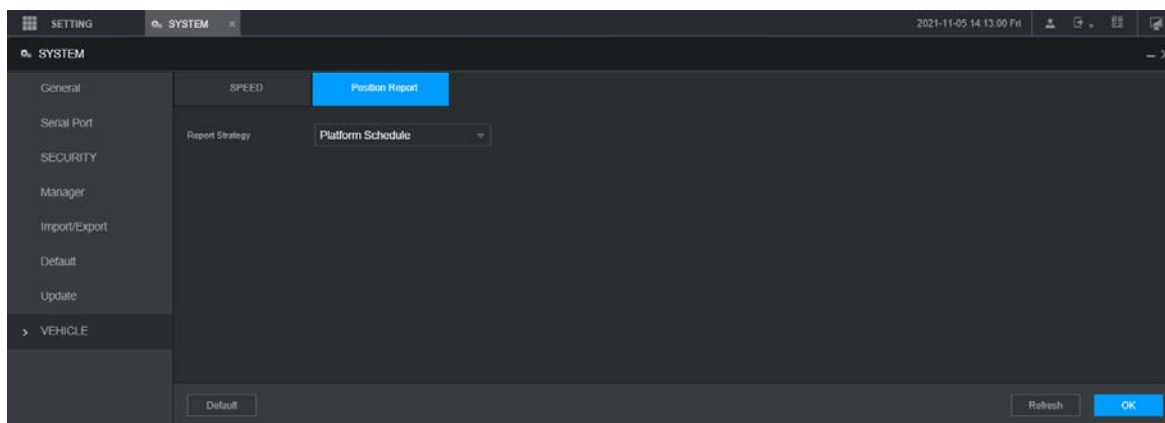 SETTING
SYSTEM
2021-11-05 14:13:00 Fri
SYSTEM
General
Serial Port
SECURITY
Manager
Import/Export
Default
Update
VEHICLE
SPEED
Position Report
Report Strategy
Platform Schedule
Default
Refresh
OK